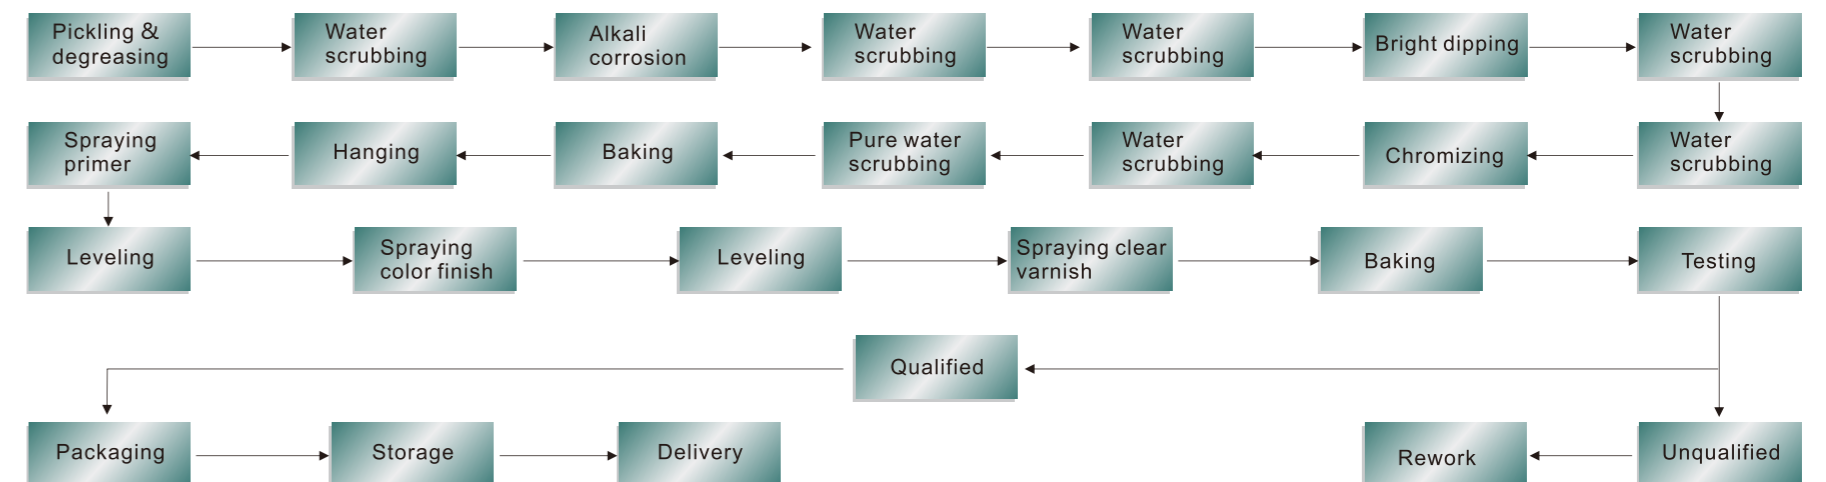 Pickling &
degreasing
Water
scrubbing
Alkali
corrosion
Water
scrubbing
Water
scrubbing
Bright dipping
Water
scrubbing
Spraying
primer
Hanging
Baking
Pure water
scrubbing
Water
scrubbing
Chromizing
Water
scrubbing
Leveling
Spraying
color finish
Leveling
Spraying clear
varnish
Baking
Testing
Qualified
Packaging
Storage
Delivery
Rework
Unqualified